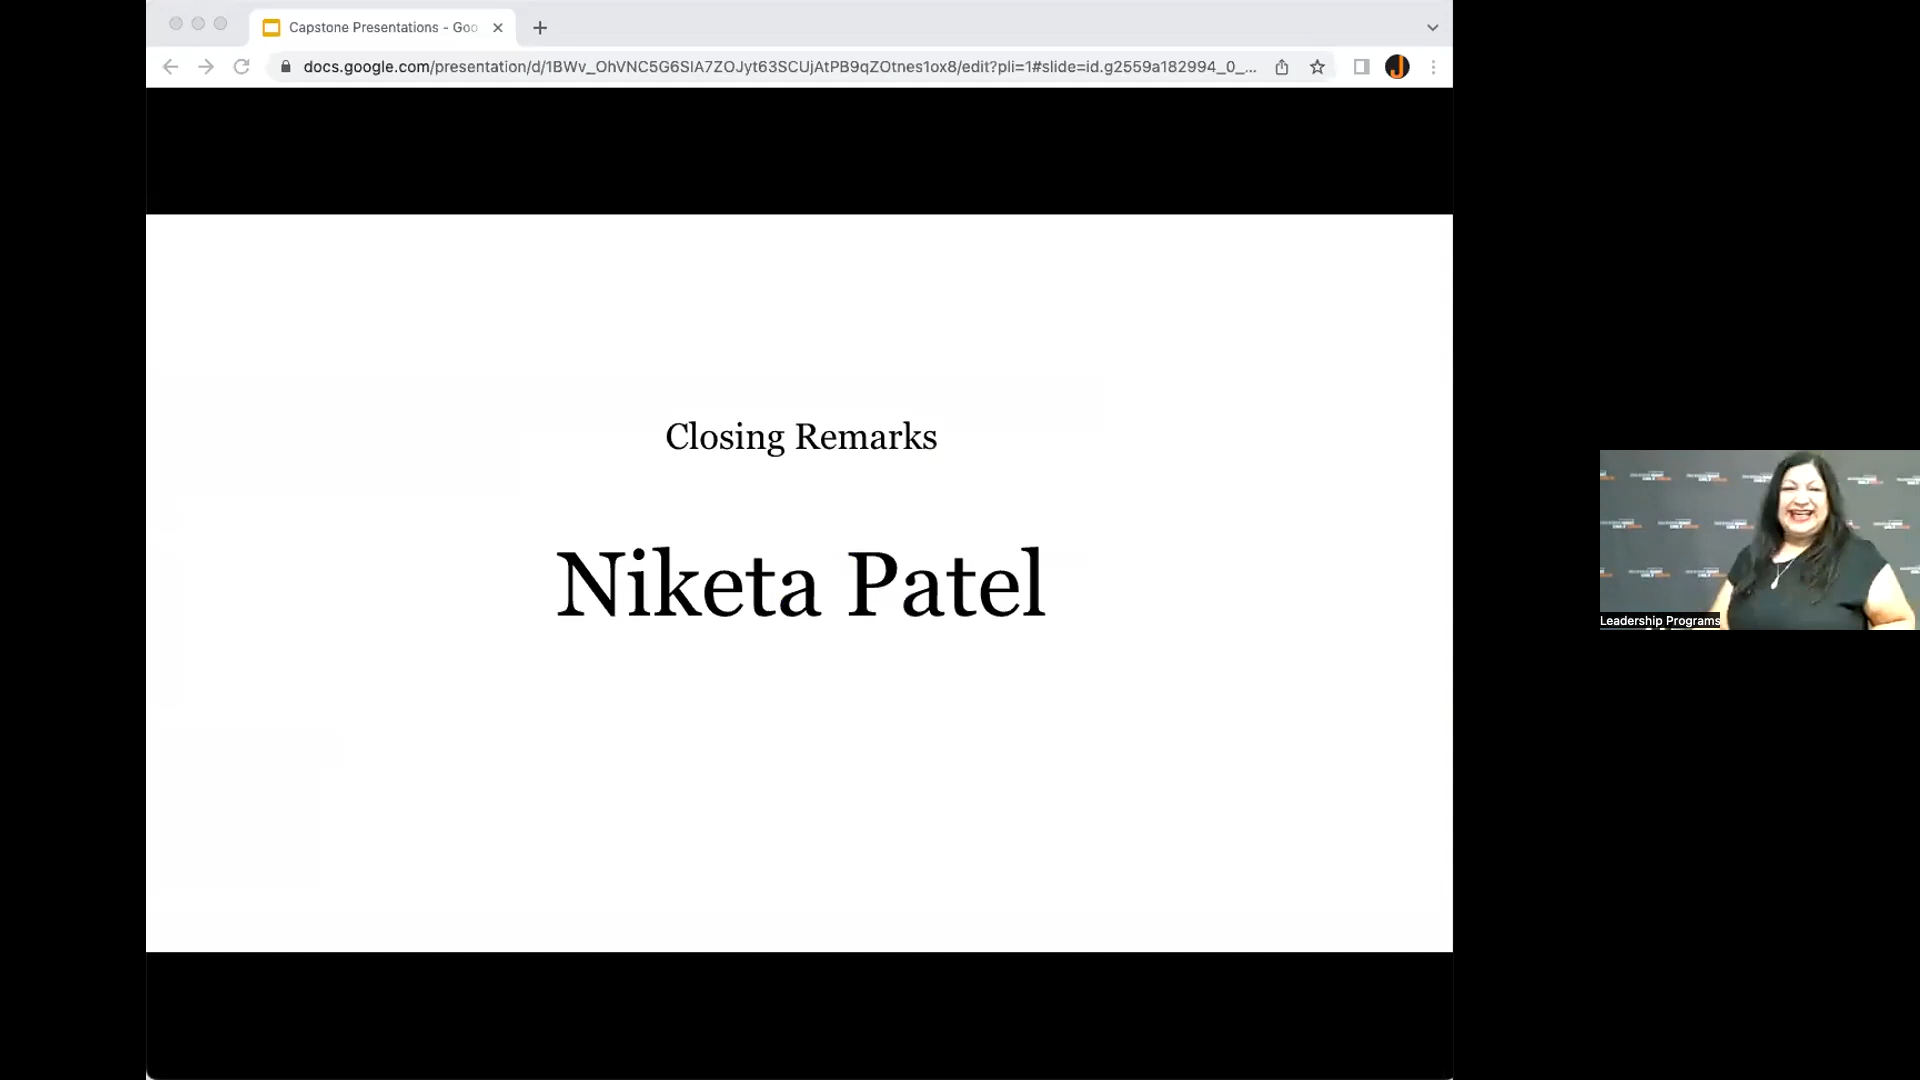 Capstone Presentations - Goo
docs.google.com/presentation/d/1BWv_OhVNC5G6SlA7ZOJyt63SCUjAtPB9qZOtnes1ox8/edit?pli=1#slide=id.g2559a182994_0_...
Closing Remarks
Niketa Patel
Leadership Programs